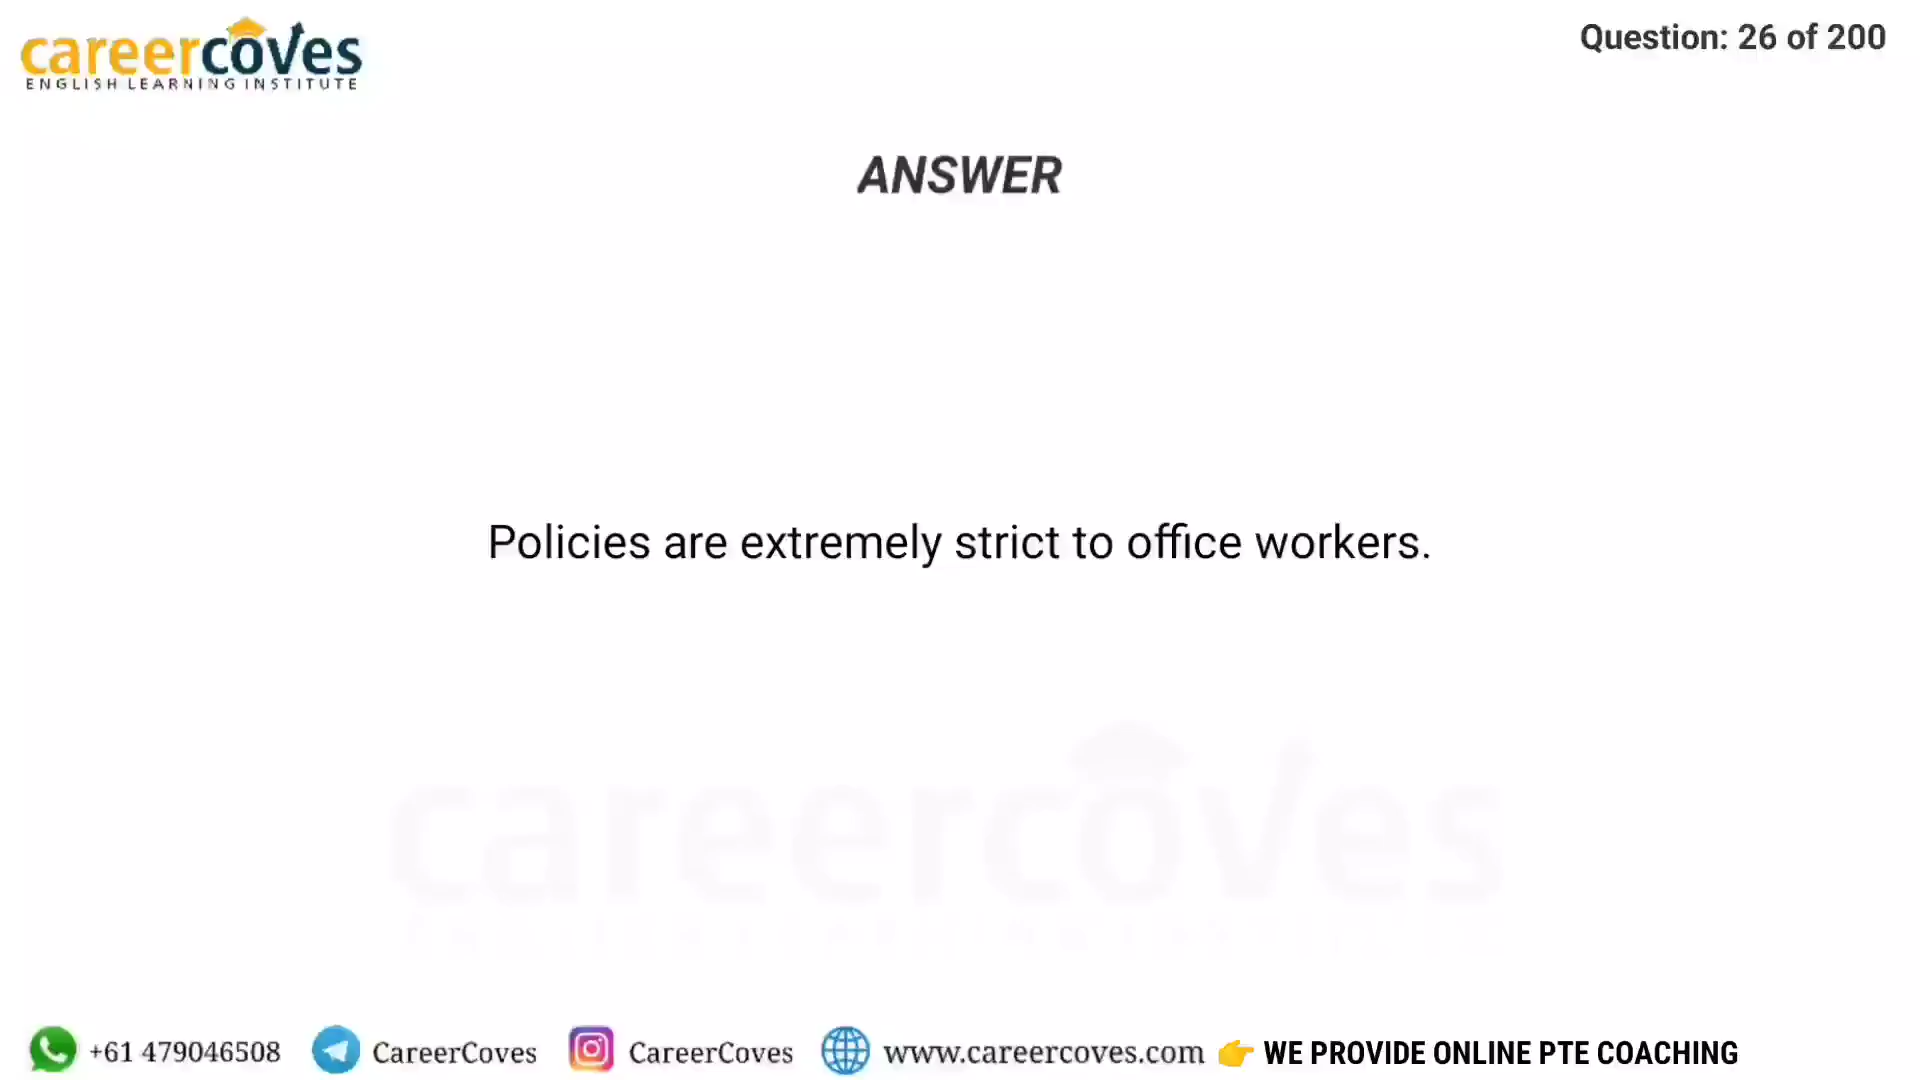 careercoves
ENGLISH LEARNING INSTITUTE
Question: 26 of 200
ANSWER
Policies are extremely strict to office workers.
careercoves
+61 479046508 CareerCoves CareerCoves www.careercoves.com 👉 WE PROVIDE ONLINE PTE COACHING